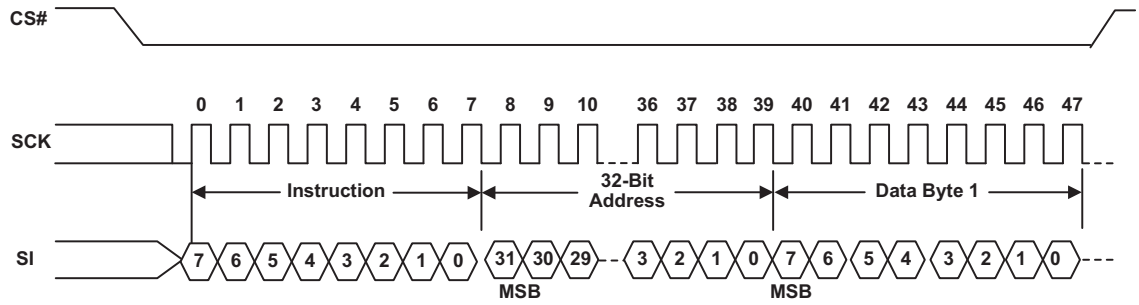 CS#
0 1 2 3 4 5 6 7 8 9 10 36 37 38 39 40 41 42 43 44 45 46 47
SCK
Instruction
32-Bit
Address
Data Byte 1
SI
7 6 5 4 3 2 1 0 31 30 29 3 2 1 0 7 6 5 4 3 2 1 0
MSB MSB